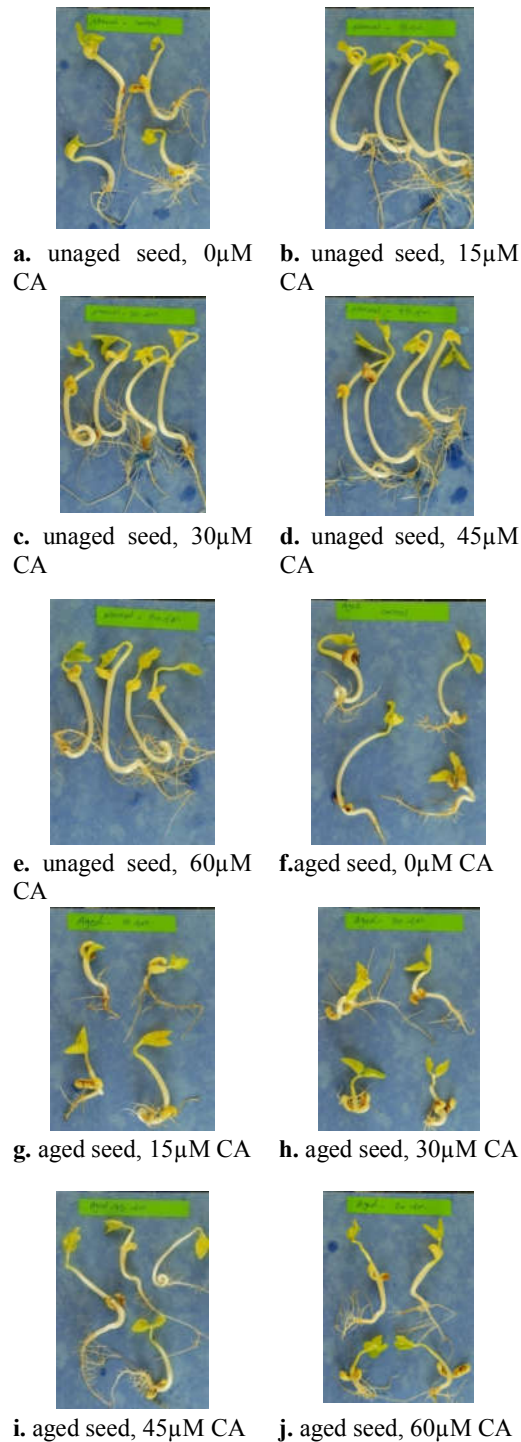 a. unaged seed, 0µM
CA
b. unaged seed, 15µM
CA
c. unaged seed, 30µM
CA
d. unaged seed, 45µM
CA
e. unaged seed, 60µM
CA
f.aged seed, 0µM CA
g. aged seed, 15µM CA
h. aged seed, 30µM CA
i. aged seed, 45µM CA
j. aged seed, 60µM CA